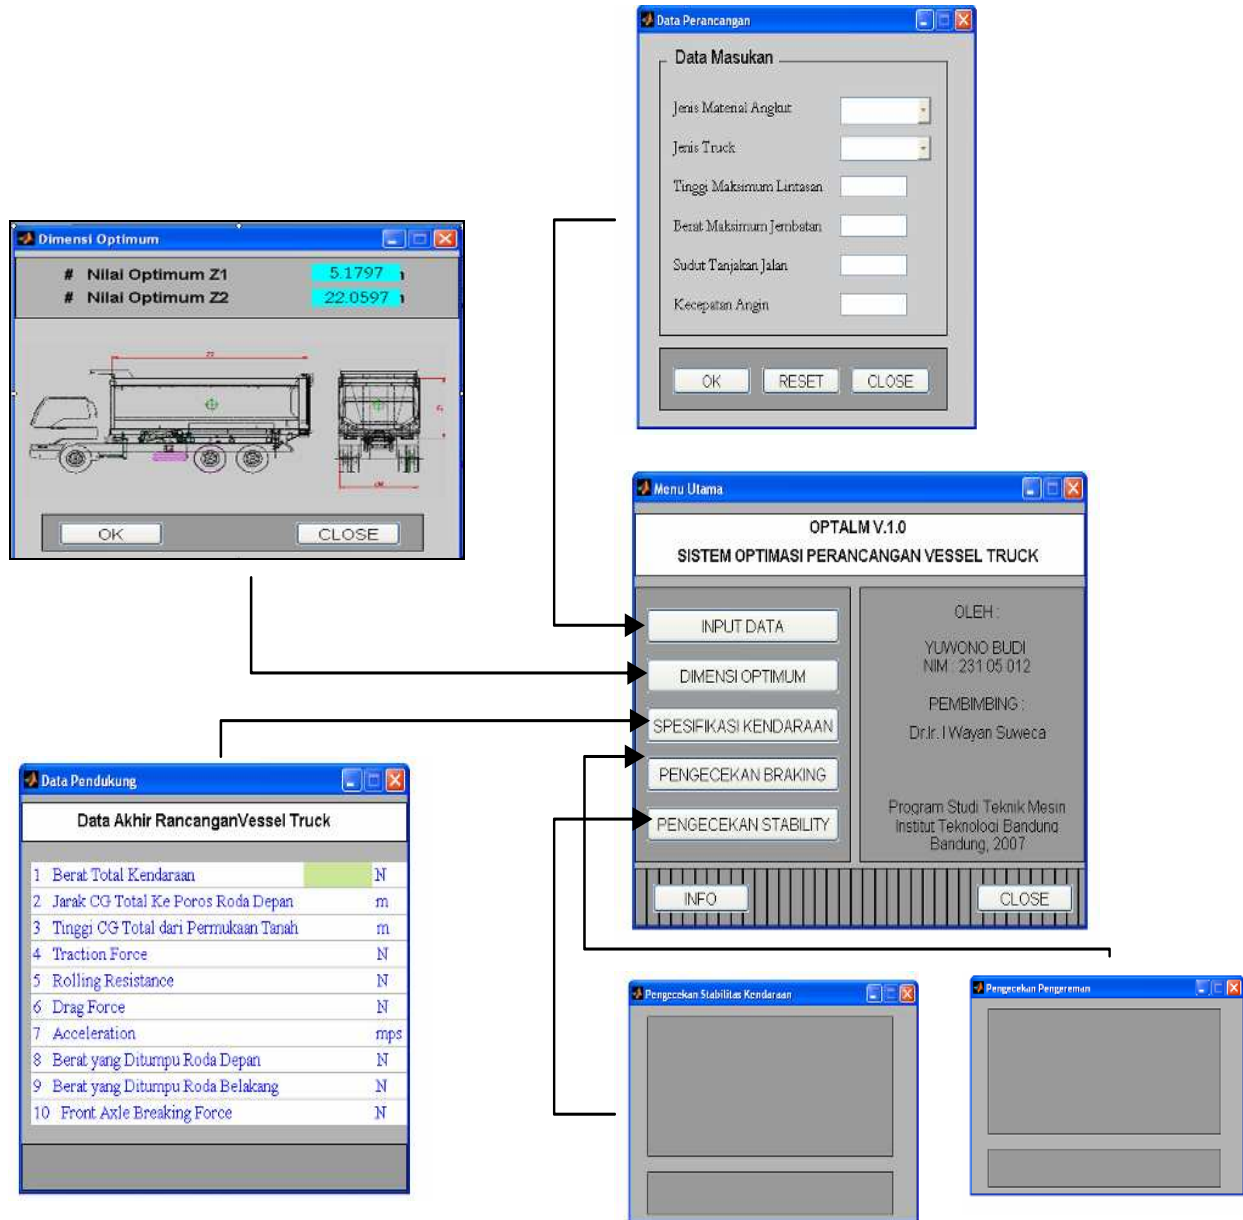 Data Perancangan
Data Masukan
Jenis Material Angkut
Jenis Truck
Tinggi Maksimum Lintasan
Berat Maksimum Jembatan
Sudut Tanjakan Jalan
Kecepatan Angin
OK RESET CLOSE
Dimensi Optimum
# Nilai Optimum Z1 5.1797
# Nilai Optimum Z2 22.0597
OK CLOSE
Menu Utama
OPTALM V.1.0
SISTEM OPTIMASI PERANCANGAN VESSEL TRUCK
INPUT DATA
DIMENSI OPTIMUM
SPESIFIKASI KENDARAAN
PENGECEKAN BRAKING
PENGECEKAN STABILITY
OLEH :
YUWONO BUDI
NIM : 231 05 012
PEMBIMBING :
Dr.Ir. I Wayan Suweca
Program Studi Teknik Mesin
Institut Teknologi Bandung
Bandung, 2007
INFO CLOSE
Data Pendukung
Data Akhir RancanganVessel Truck
1 Berat Total Kendaraan N
2 Jarak CG Total Ke Poros Roda Depan m
3 Tinggi CG Total dari Permukaan Tanah m
4 Traction Force N
5 Rolling Resistance N
6 Drag Force N
7 Acceleration mps
8 Berat yang Ditumpu Roda Depan N
9 Berat yang Ditumpu Roda Belakang N
10 Front Axle Breaking Force N
Pengecekan Stabilitas Kendaraan
Pengecekan Pengereman